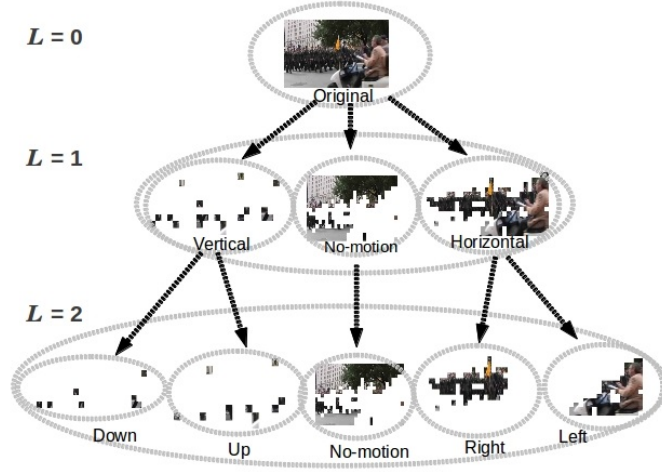 L = 0
Original
L = 1
Vertical
No-motion
Horizontal
L = 2
Down
Up
No-motion
Right
Left